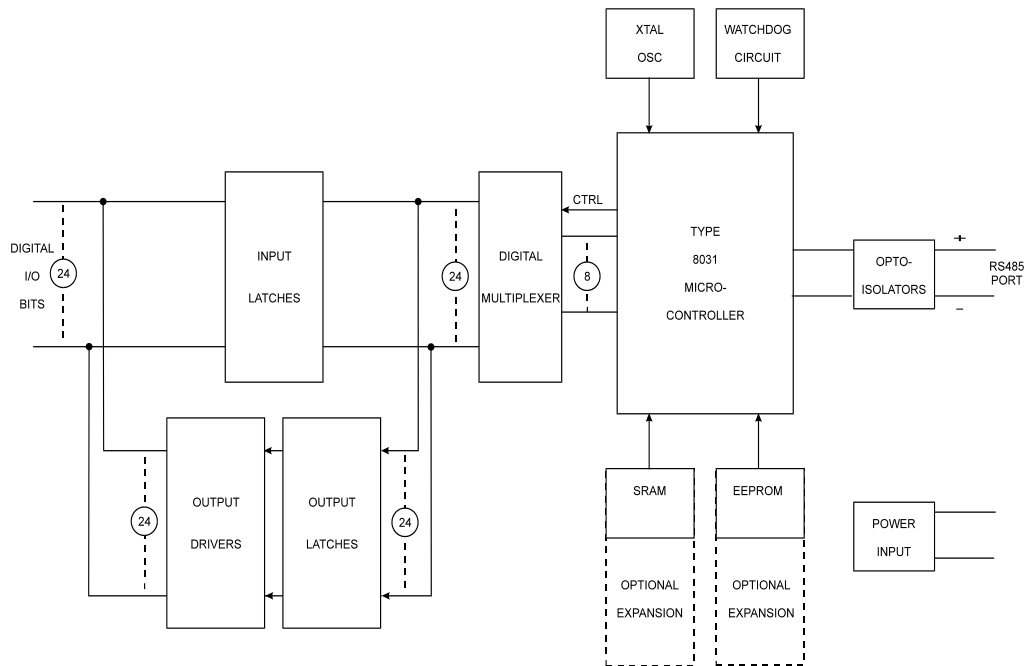 XTAL
OSC
WATCHDOG
CIRCUIT
DIGITAL
I/O
BITS
24
INPUT
LATCHES
24
DIGITAL
MULTIPLEXER
CTRL
8
TYPE
8031
MICRO-
CONTROLLER
OPTO-
ISOLATORS
+
RS485
PORT
–
24
OUTPUT
DRIVERS
OUTPUT
LATCHES
24
SRAM
OPTIONAL
EXPANSION
EEPROM
OPTIONAL
EXPANSION
POWER
INPUT